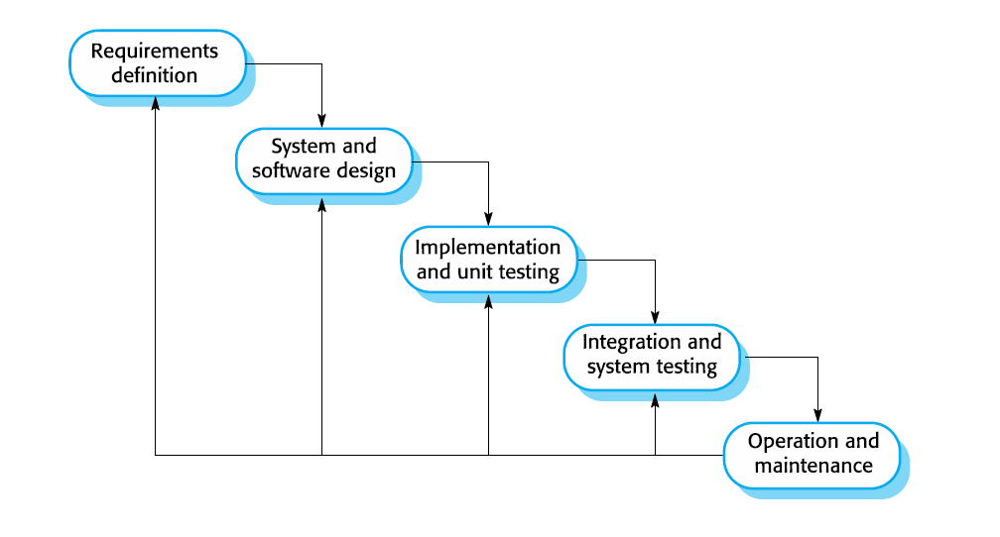 Requirements
definition
System and
software design
Implementation
and unit testing
Integration and
system testing
Operation and
maintenance